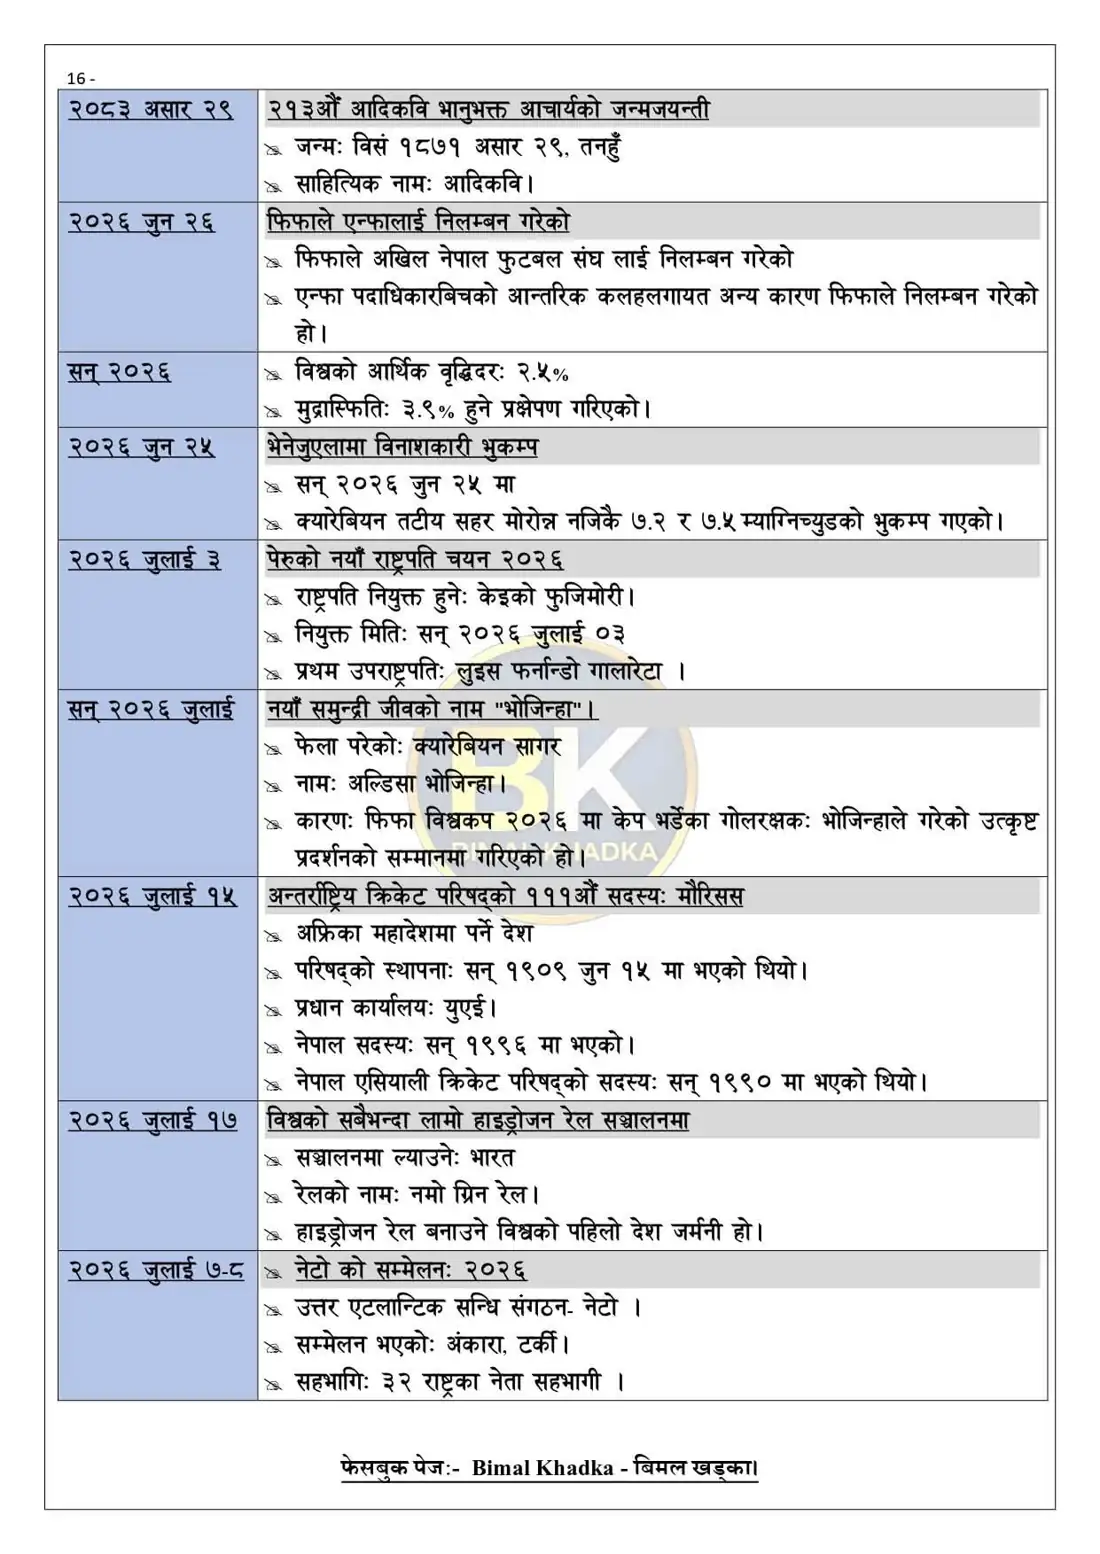 16 -
२०८३ असार २९
२१३औँ आदिकवि भानुभक्त आचार्यको जन्मजयन्ती
जन्मः विसं १८७१ असार २९, तनहुँ
साहित्यिक नामः आदिकवि।
२०२६ जुन २६
फिफाले एन्फालाई निलम्बन गरेको
फिफाले अखिल नेपाल फुटबल संघ लाई निलम्बन गरेको
एन्फा पदाधिकारबिचको आन्तरिक कलहलगायत अन्य कारण फिफाले निलम्बन गरेको
हो।
सन् २०२६
विश्वको आर्थिक वृद्धिदरः २.५%
मुद्रास्फितिः ३.९% हुने प्रक्षेपण गरिएको।
२०२६ जुन २५
भेनेजुएलामा विनाशकारी भुकम्प
सन् २०२६ जुन २५ मा
क्यारेबियन तटीय सहर मोरोन्न नजिकै ७.२ र ७.५ म्याग्निच्युडको भुकम्प गएको।
२०२६ जुलाई ३
पेरुको नयाँ राष्ट्रपति चयन २०२६
राष्ट्रपति नियुक्त हुनेः केइको फुजिमोरी।
नियुक्त मितिः सन् २०२६ जुलाई ०३
प्रथम उपराष्ट्रपतिः लुइस फर्नान्डो गालारेटा ।
सन् २०२६ जुलाई
नयाँ समुन्द्री जीवको नाम "भोजिन्हा"।
फेला परेकोः क्यारेबियन सागर
नामः अल्डिसा भोजिन्हा।
कारणः फिफा विश्वकप २०२६ मा केप भर्डेका गोलरक्षकः भोजिन्हाले गरेको उत्कृष्ट
प्रदर्शनको सम्मानमा गरिएको हो।
BK
BIMAL KHADKA
२०२६ जुलाई १५
अन्तर्राष्ट्रिय क्रिकेट परिषद्को १११औँ सदस्यः मौरिसस
अफ्रिका महादेशमा पर्ने देश
परिषद्को स्थापनाः सन् १९०९ जुन १५ मा भएको थियो।
प्रधान कार्यालयः युएई।
नेपाल सदस्यः सन् १९९६ मा भएको।
नेपाल एसियाली क्रिकेट परिषद्को सदस्यः सन् १९९० मा भएको थियो।
२०२६ जुलाई १७
विश्वको सबैभन्दा लामो हाइड्रोजन रेल सञ्चालनमा
सञ्चालनमा ल्याउनेः भारत
रेलको नामः नमो ग्रिन रेल।
हाइड्रोजन रेल बनाउने विश्वको पहिलो देश जर्मनी हो।
२०२६ जुलाई ७-८
नेटो को सम्मेलनः २०२६
उत्तर एटलान्टिक सन्धि संगठन- नेटो ।
सम्मेलन भएकोः अंकारा, टर्की।
सहभागिः ३२ राष्ट्रका नेता सहभागी ।
फेसबुक पेजः- Bimal Khadka - बिमल खड्का।